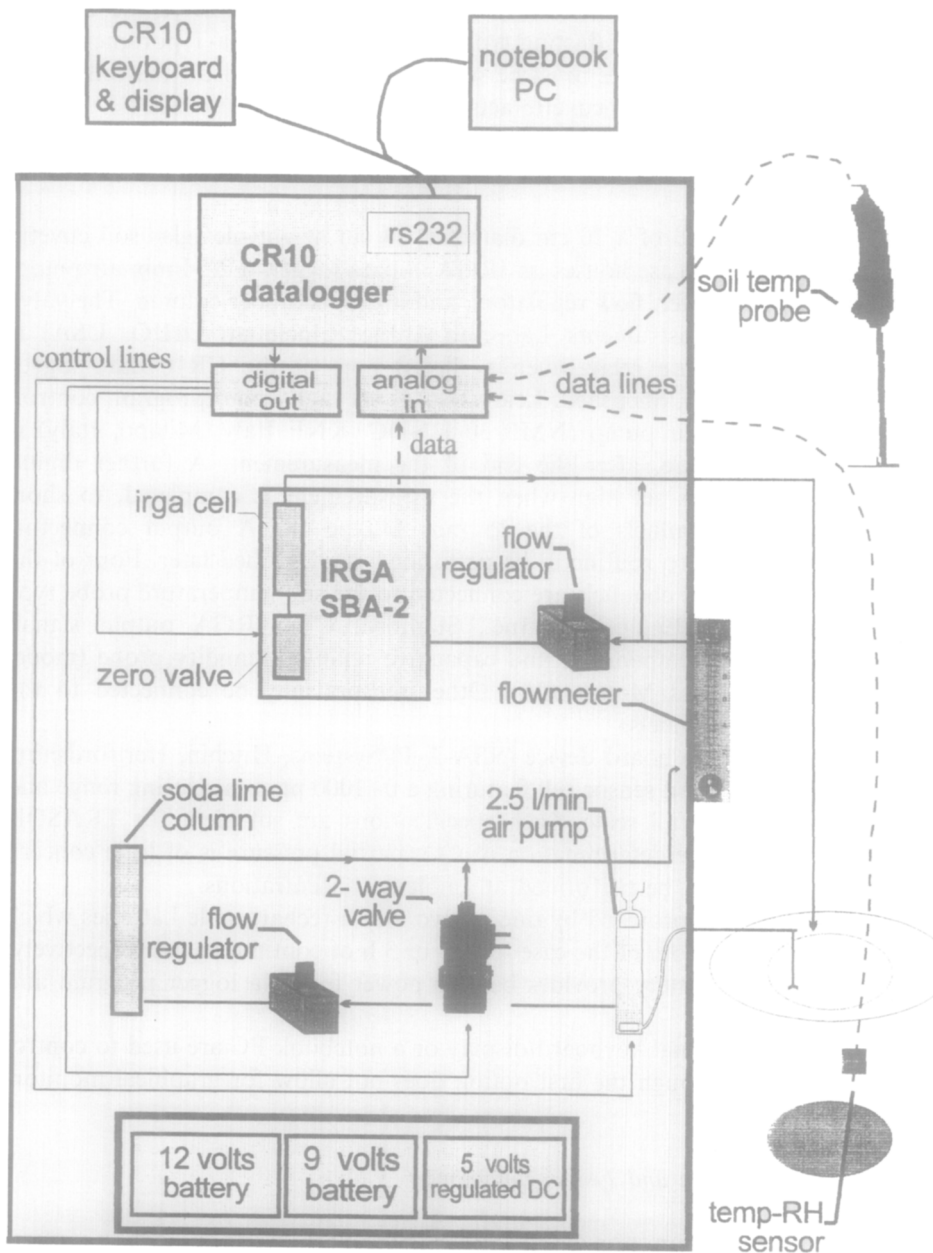 CR10
keyboard
& display
notebook
PC
rs232
CR10
datalogger
soil temp
probe
control lines
digital
out
analog
in
data lines
data
irga cell
IRGA
SBA-2
flow
regulator
zero valve
flowmeter
soda lime
column
2.5 l/min
air pump
2- way
valve
flow
regulator
12 volts
battery
9 volts
battery
5 volts
regulated DC
temp-RH
sensor